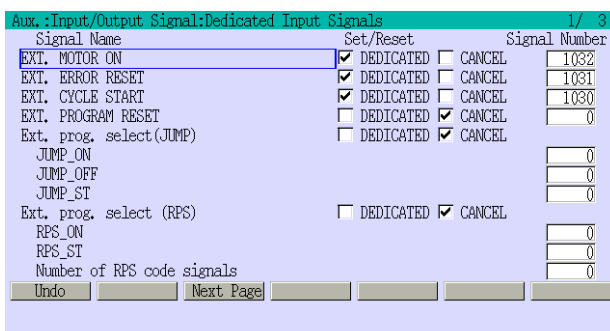 Aux.:Input/Output Signal:Dedicated Input Signals 1/ 3
Signal Name Set/Reset Signal Number
EXT. MOTOR ON DEDICATED CANCEL 1032
EXT. ERROR RESET DEDICATED CANCEL 1031
EXT. CYCLE START DEDICATED CANCEL 1030
EXT. PROGRAM RESET DEDICATED CANCEL 0
Ext. prog. select(JUMP) DEDICATED CANCEL
JUMP_ON 0
JUMP_OFF 0
JUMP_ST 0
Ext. prog. select (RPS) DEDICATED CANCEL
RPS_ON 0
RPS_ST 0
Number of RPS code signals 0
Undo Next Page